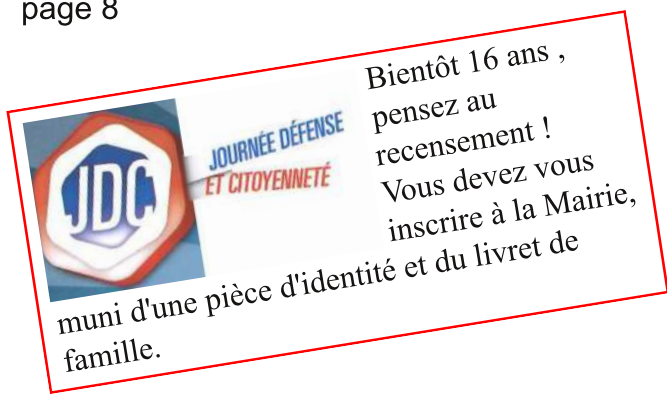 page 8
JDC
JOURNÉE DÉFENSE
ET CITOYENNETÉ
Bientôt 16 ans ,
pensez au
recensement !
Vous devez vous
inscrire à la Mairie,
muni d'une pièce d'identité et du livret de
famille.